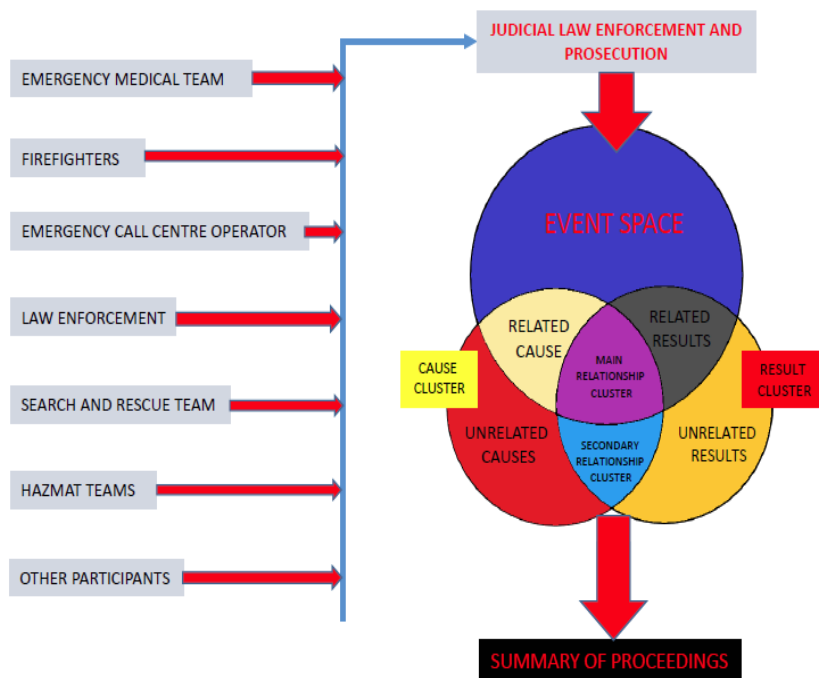 JUDICIAL LAW ENFORCEMENT AND
PROSECUTION
EMERGENCY MEDICAL TEAM
FIREFIGHTERS
EMERGENCY CALL CENTRE OPERATOR
LAW ENFORCEMENT
SEARCH AND RESCUE TEAM
HAZMAT TEAMS
OTHER PARTICIPANTS
EVENT SPACE
RELATED
CAUSE
RELATED
RESULTS
MAIN
RELATIONSHIP
CLUSTER
CAUSE
CLUSTER
RESULT
CLUSTER
UNRELATED
CAUSES
SECONDARY
RELATIONSHIP
CLUSTER
UNRELATED
RESULTS
SUMMARY OF PROCEEDINGS